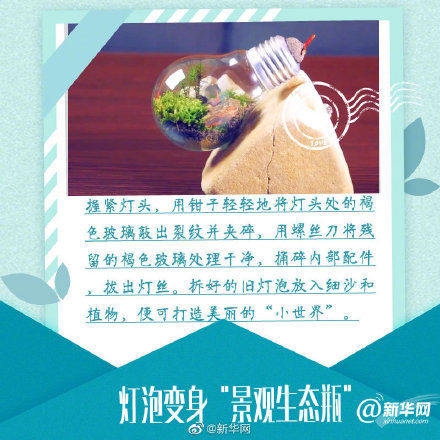 Love
握紧灯头，用钳子轻轻地将灯头处的褐
色玻璃敲出裂纹并夹碎，用螺丝刀将残
留的褐色玻璃处理干净，捅碎内部配件
，拔出灯丝。拆好的旧灯泡放入细沙和
植物，便可打造美丽的“小世界”。
灯泡变身“景观生态瓶”
@新华网
xinhuanet.com
@新华网